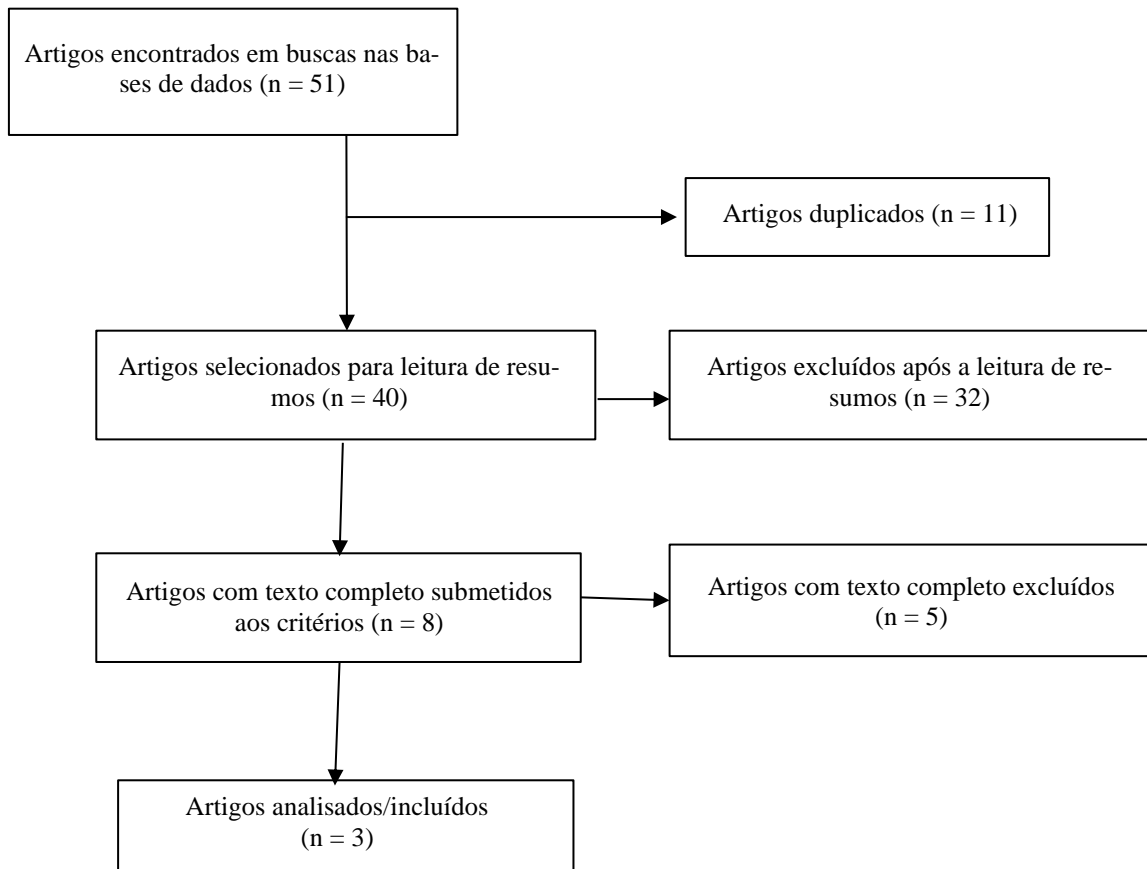 Artigos encontrados em buscas nas ba-
ses de dados (n = 51)
Artigos duplicados (n = 11)
Artigos selecionados para leitura de resu-
mos (n = 40)
Artigos excluídos após a leitura de re-
sumos (n = 32)
Artigos com texto completo submetidos
aos critérios (n = 8)
Artigos com texto completo excluídos
(n = 5)
Artigos analisados/incluídos
(n = 3)